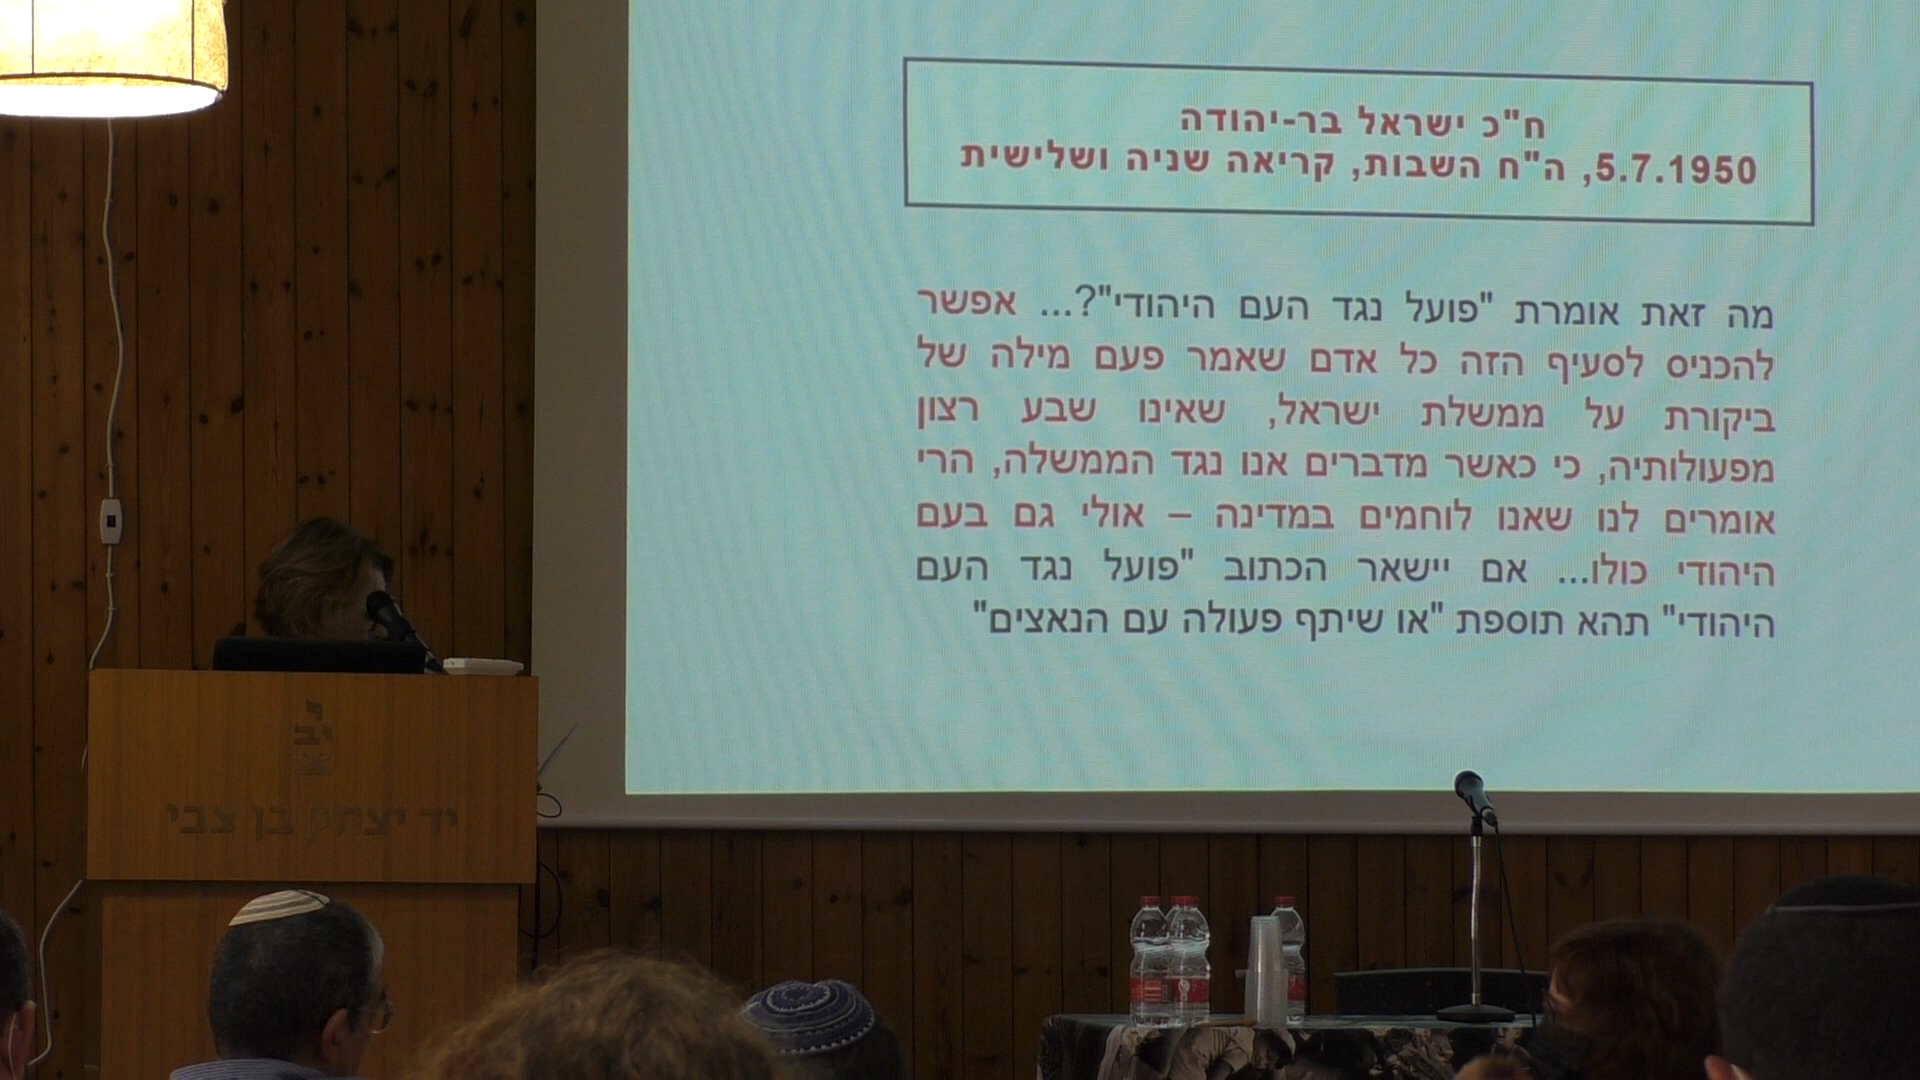 ח"כ ישראל בר-יהודה
5.7.1950, ה"ח השבות, קריאה שניה ושלישית
מה זאת אומרת "פועל נגד העם היהודי"?... אפשר
להכניס לסעיף הזה כל אדם שאמר פעם מילה של
ביקורת על ממשלת ישראל, שאינו שבע רצון
מפעולותיה, כי כאשר מדברים אנו נגד הממשלה, הרי
אומרים לנו שאנו לוחמים במדינה – אולי גם בעם
היהודי כולו... אם יישאר הכתוב "פועל נגד העם
היהודי" תהא תוספת "או שיתף פעולה עם הנאצים"
יד יצחק בן צבי